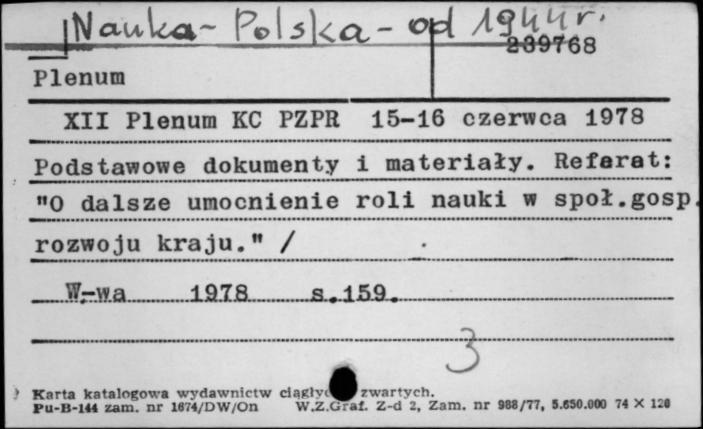 Nauka - Polska - od 1944 r.
239768
Plenum
XII Plenum KC PZPR 15-16 czerwca 1978
Podstawowe dokumenty i materiały. Referat:
"O dalsze umocnienie roli nauki w społ.gosp.
rozwoju kraju." /
W-wa 1978 s.159.
3
Karta katalogowa wydawnictw zwartych.
Pu-B-144 zam. nr 1674/DW/On W.Z.Graf. Z-d 2, Zam. nr 988/77, 5.650.000 74 X 120